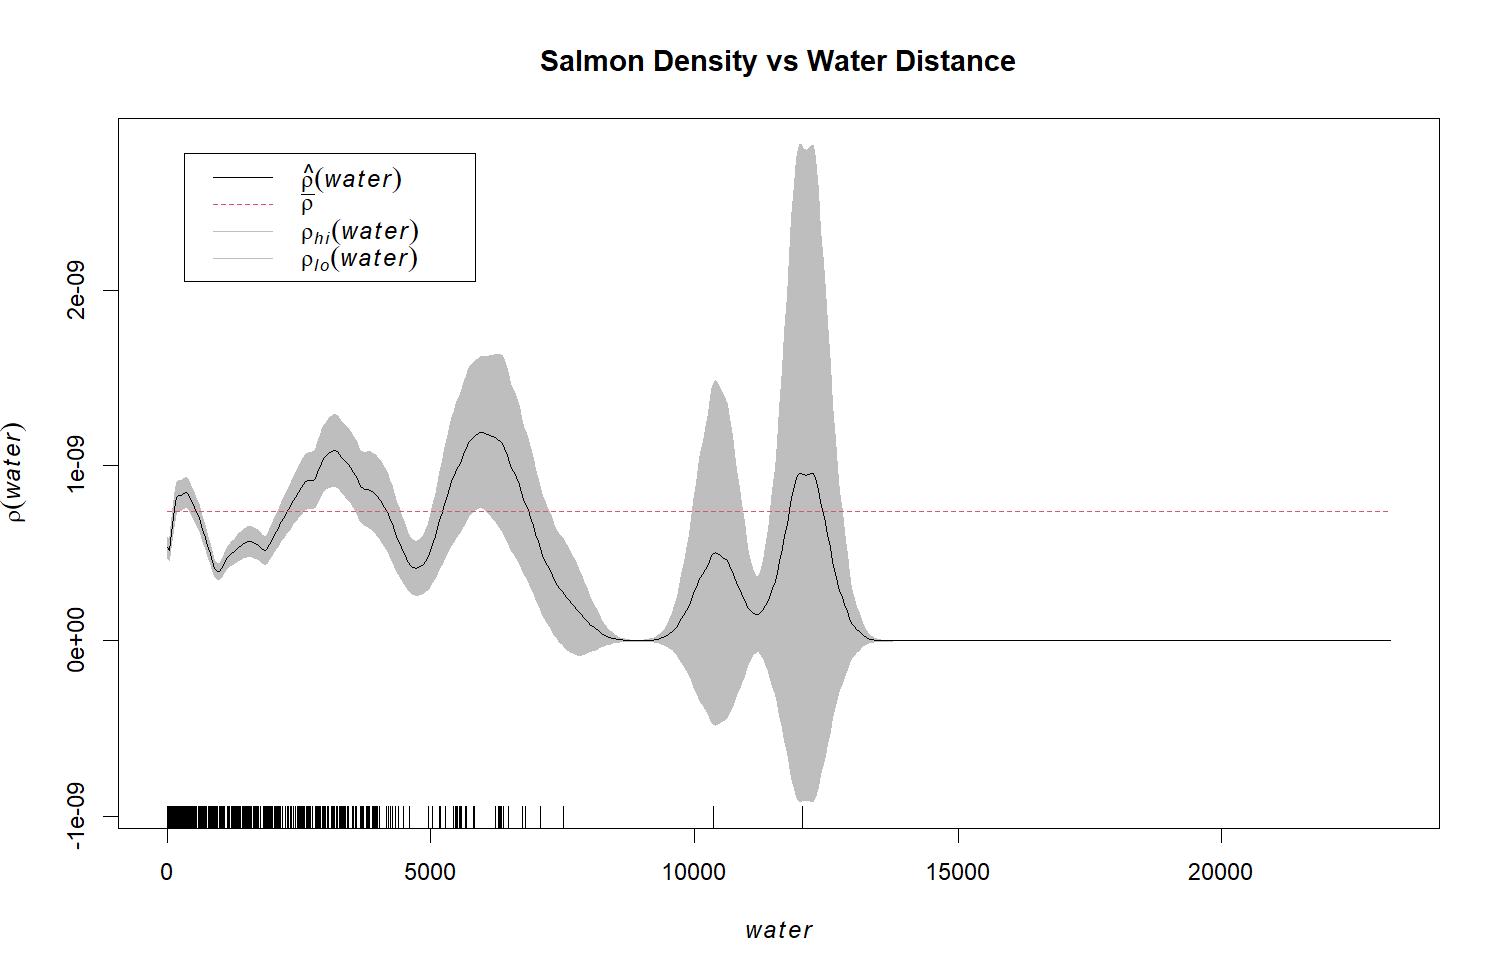 Salmon Density vs Water Distance
ρ̂(water)
ρ̅
ρhi(water)
ρlo(water)
ρ(water)
2e-09
1e-09
0e+00
-1e-09
0 5000 10000 15000 20000
water